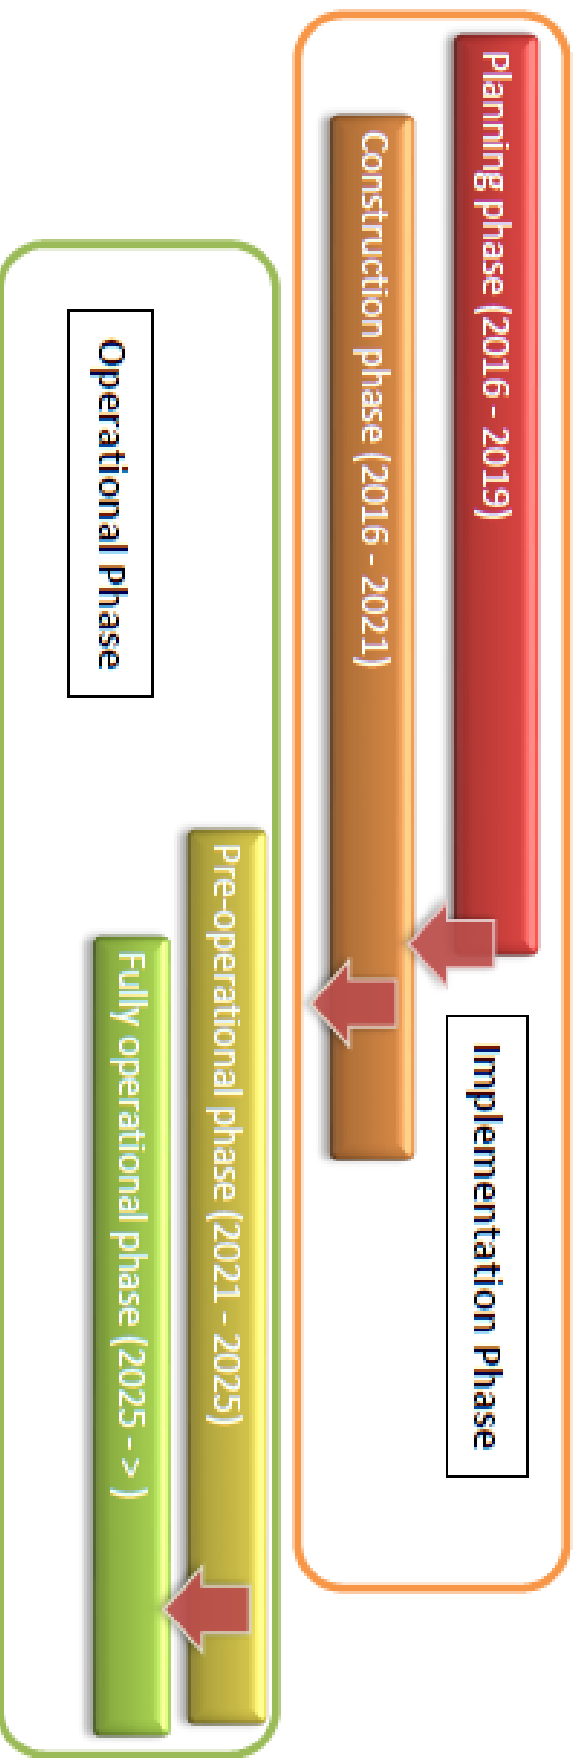 Planning phase (2016 - 2019)
Implementation Phase
Construction phase (2016 - 2021)
Pre-operational phase (2021 - 2025)
Operational Phase
Fully operational phase (2025 - > )